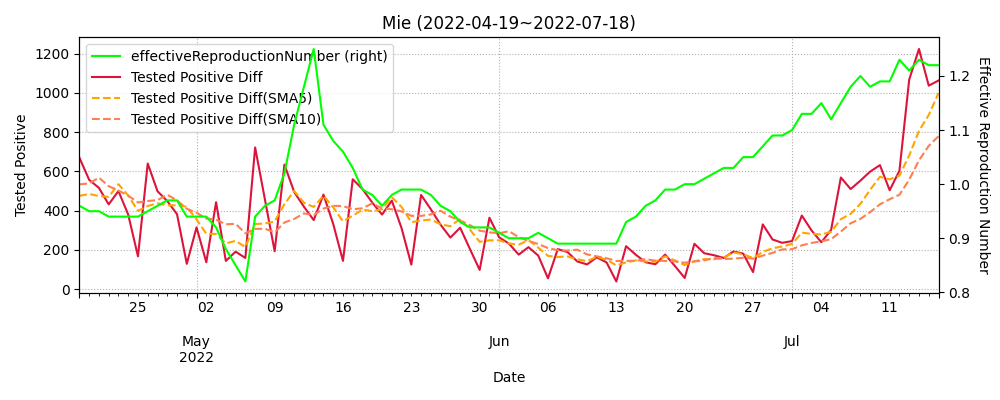 Mie (2022-04-19~2022-07-18)
effectiveReproductionNumber (right)
Tested Positive Diff
Tested Positive Diff(SMA5)
Tested Positive Diff(SMA10)
Tested Positive
1200
1000
800
600
400
200
0
Effective Reproduction Number
1.2
1.1
1.0
0.9
0.8
25 02 09 16 23 30 06 13 20 27 04 11
May Jun Jul
2022
Date